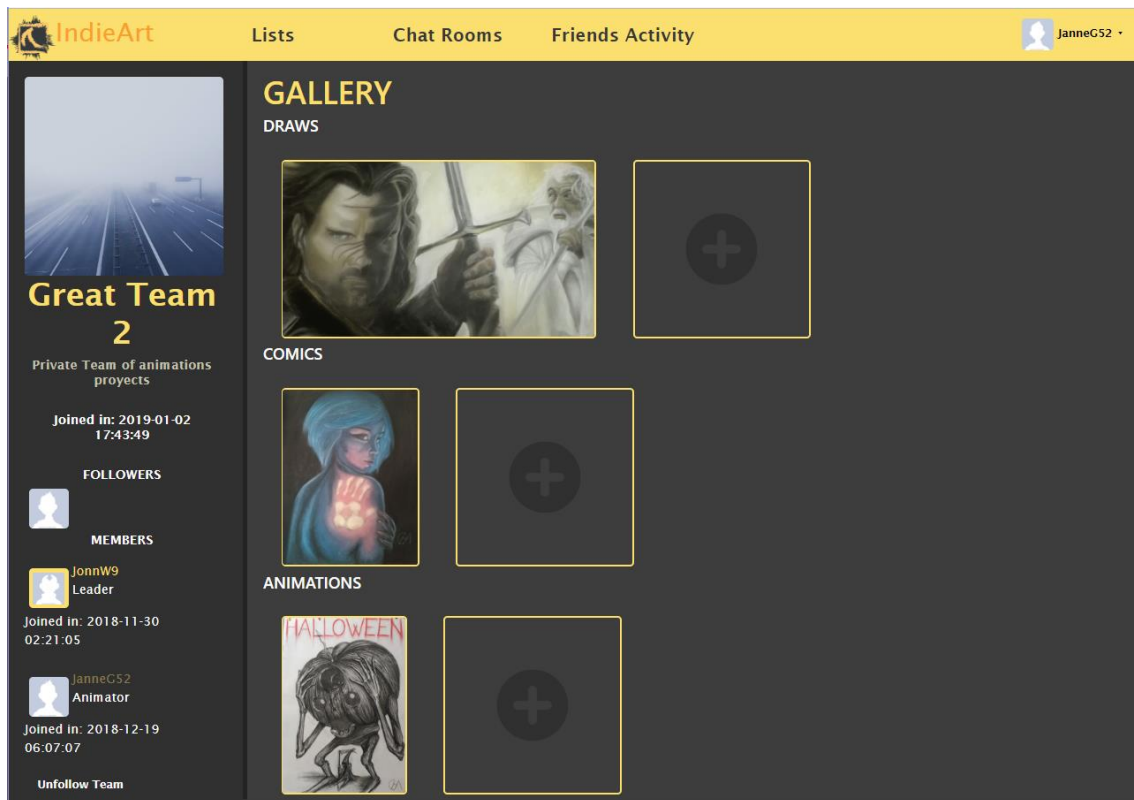 IndieArt
Lists
Chat Rooms
Friends Activity
JanneG52
Great Team
2
Private Team of animations
proyects
Joined in: 2019-01-02
17:43:49
FOLLOWERS
MEMBERS
JonnW9
Leader
Joined in: 2018-11-30
02:21:05
JanneG52
Animator
Joined in: 2018-12-19
06:07:07
Unfollow Team
GALLERY
DRAWS
COMICS
ANIMATIONS
HALLOWEEN